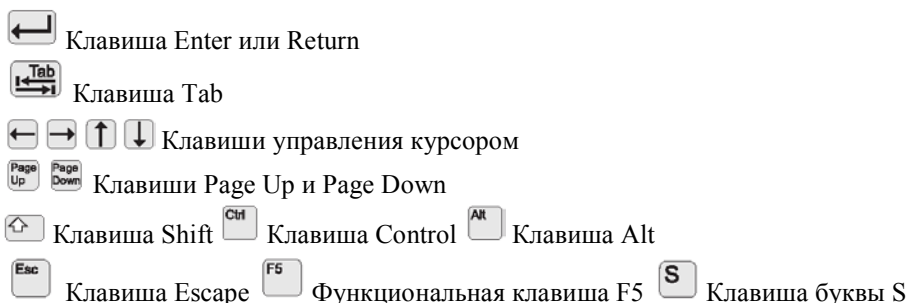 Клавиша Enter или Return
Tab Клавиша Tab
Клавиши управления курсором
Page Up Page Down Клавиши Page Up и Page Down
Клавиша Shift Ctrl Клавиша Control Alt Клавиша Alt
Esc Клавиша Escape F5 Функциональная клавиша F5 S Клавиша буквы S